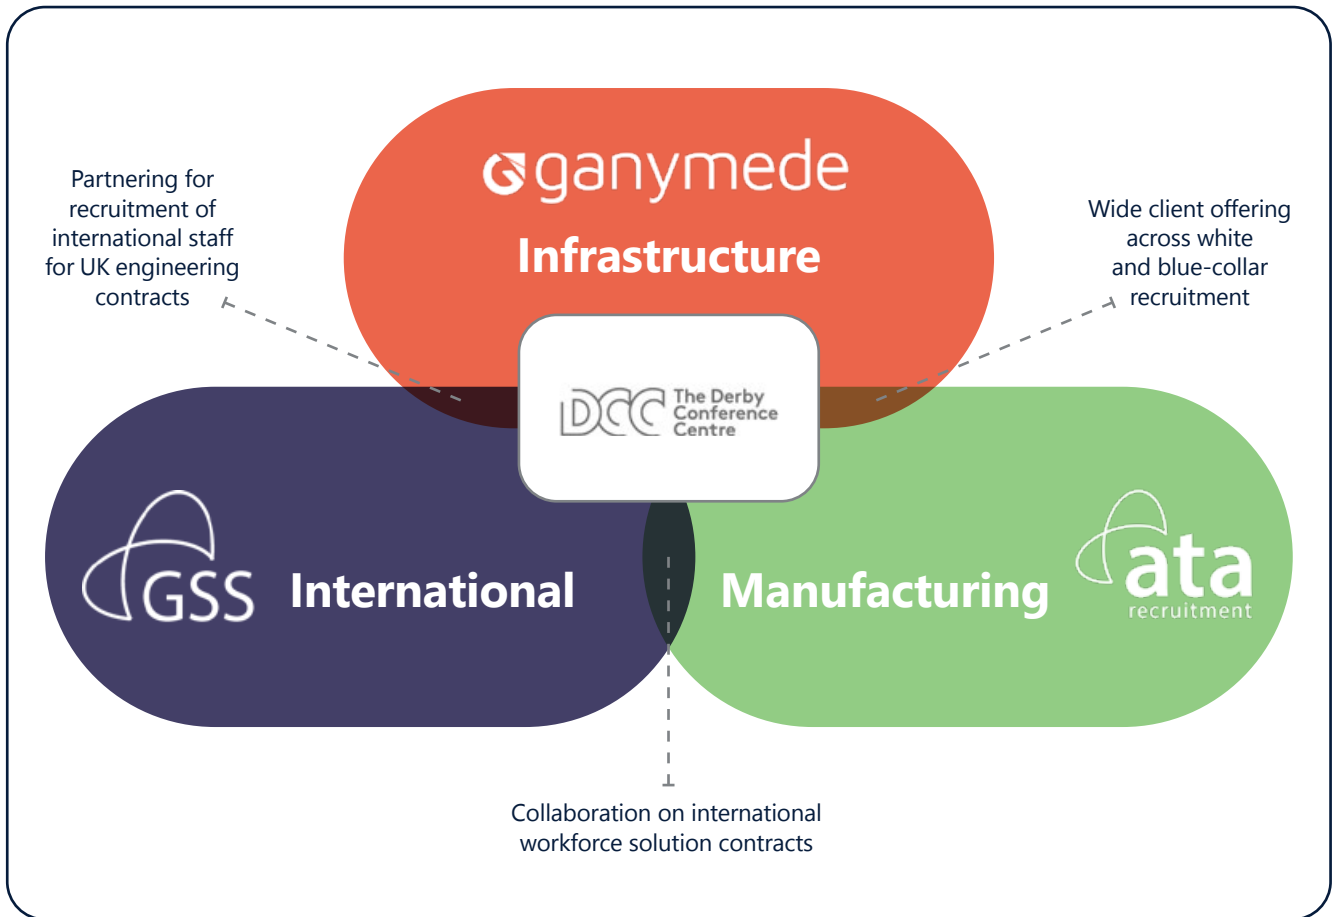 ganymede
Infrastructure
Partnering for
recruitment of
international staff
for UK engineering
contracts
Wide client offering
across white
and blue-collar
recruitment
DCC The Derby
Conference
Centre
GSS
International
Manufacturing
ata
recruitment
Collaboration on international
workforce solution contracts